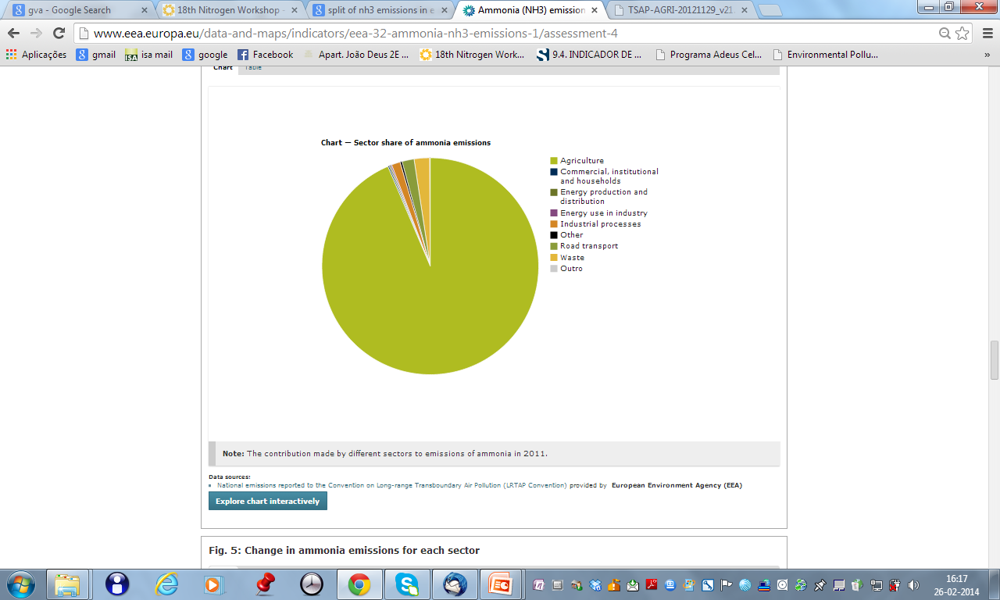 gva - Google Search
18th Nitrogen Workshop -
split of nh3 emissions in e
Ammonia (NH3) emission
TSAP-AGRI-20121129_v21
www.eea.europa.eu/data-and-maps/indicators/eea-32-ammonia-nh3-emissions-1/assessment-4
Aplicações
gmail
isa mail
google
Facebook
Apart. João Deus 2E ...
18th Nitrogen Work...
9.4. INDICADOR DE ...
Programa Adeus Cel...
Environmental Pollu...
»
Chart
Table
Chart — Sector share of ammonia emissions
Agriculture
Commercial, institutional
and households
Energy production and
distribution
Energy use in industry
Industrial processes
Other
Road transport
Waste
Outro
Note: The contribution made by different sectors to emissions of ammonia in 2011.
Data sources:
National emissions reported to the Convention on Long-range Transboundary Air Pollution (LRTAP Convention) provided by European Environment Agency (EEA)
Explore chart interactively
Fig. 5: Change in ammonia emissions for each sector
16:17
26-02-2014